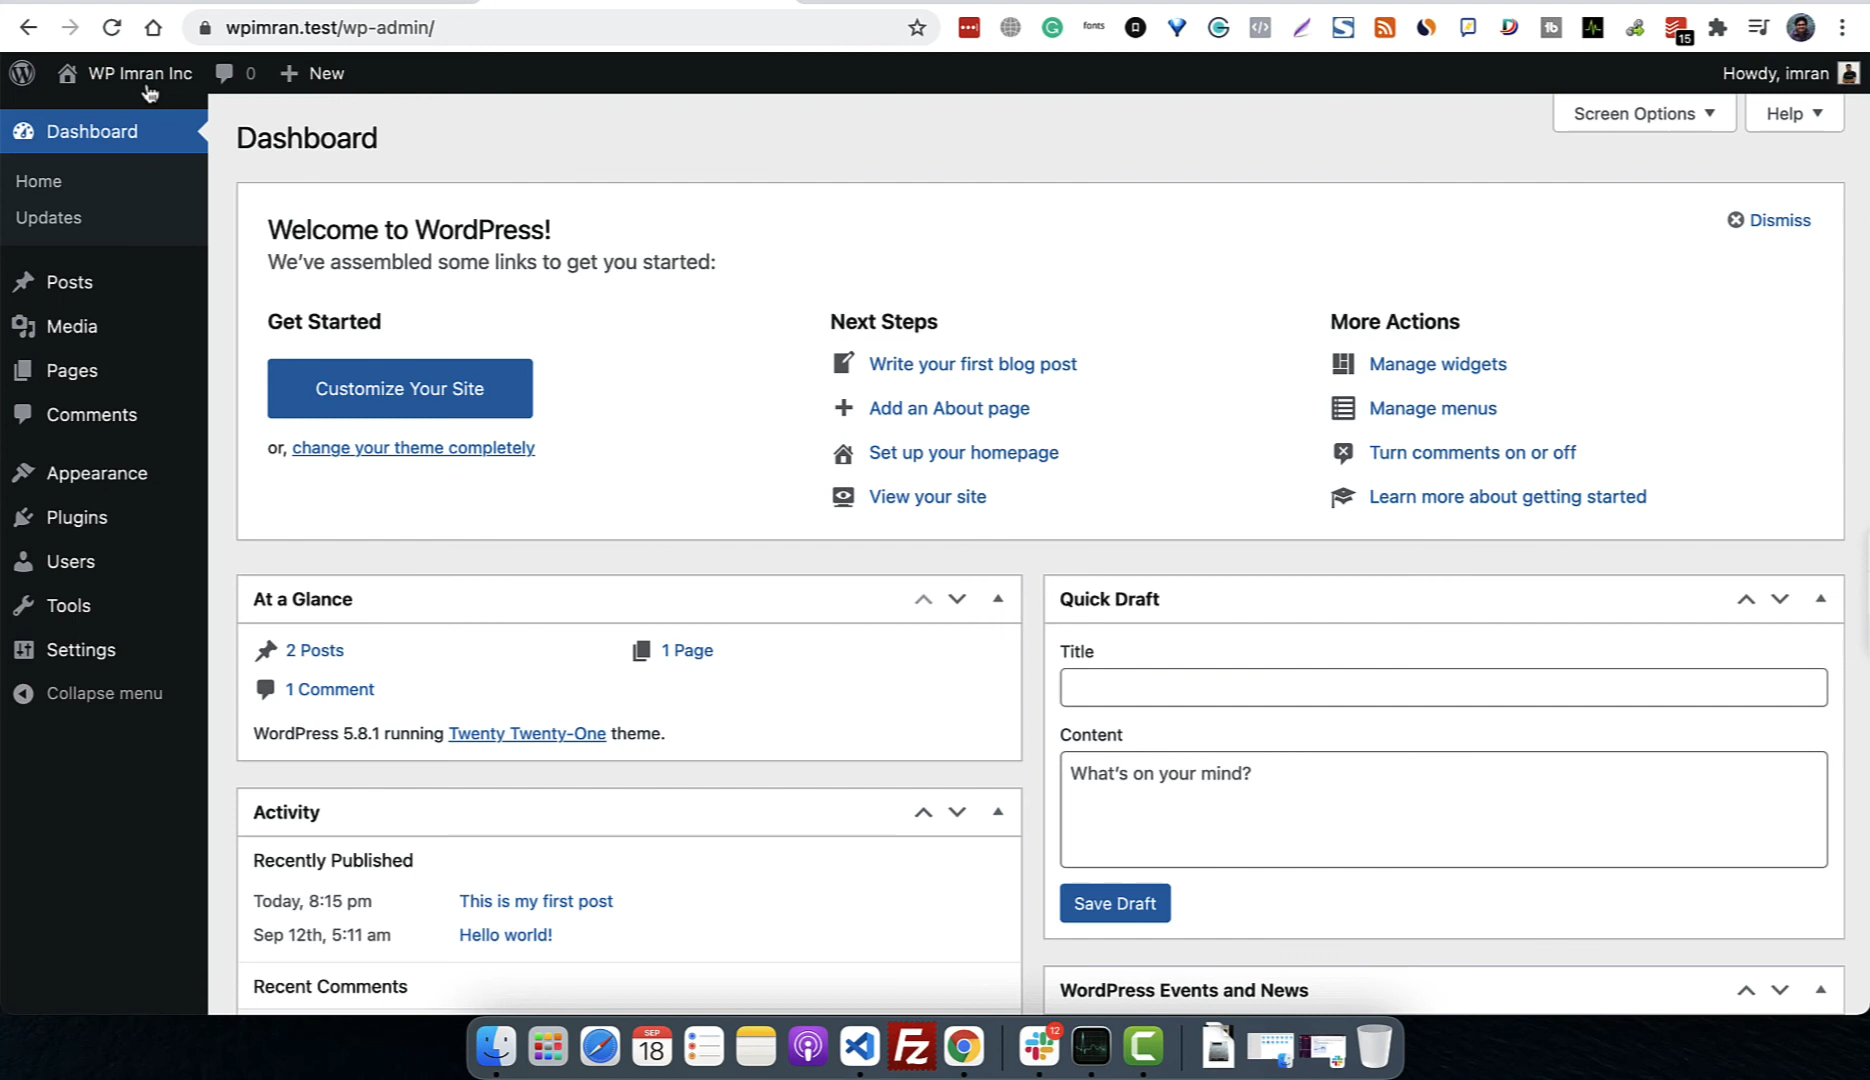 wpimran.test/wp-admin/
fonts
15
WP Imran Inc
0
New
Howdy, imran
Dashboard
Home
Updates
Posts
Media
Pages
Comments
Appearance
Plugins
Users
Tools
Settings
Collapse menu
Dashboard
Screen Options
Help
Welcome to WordPress!
We've assembled some links to get you started:
Dismiss
Get Started
Customize Your Site
or, change your theme completely
Next Steps
Write your first blog post
Add an About page
Set up your homepage
View your site
More Actions
Manage widgets
Manage menus
Turn comments on or off
Learn more about getting started
At a Glance
2 Posts
1 Page
1 Comment
WordPress 5.8.1 running Twenty Twenty-One theme.
Activity
Recently Published
Today, 8:15 pm
This is my first post
Sep 12th, 5:11 am
Hello world!
Recent Comments
Quick Draft
Title
Content
What's on your mind?
Save Draft
WordPress Events and News
SEP
18
FZ
12
C